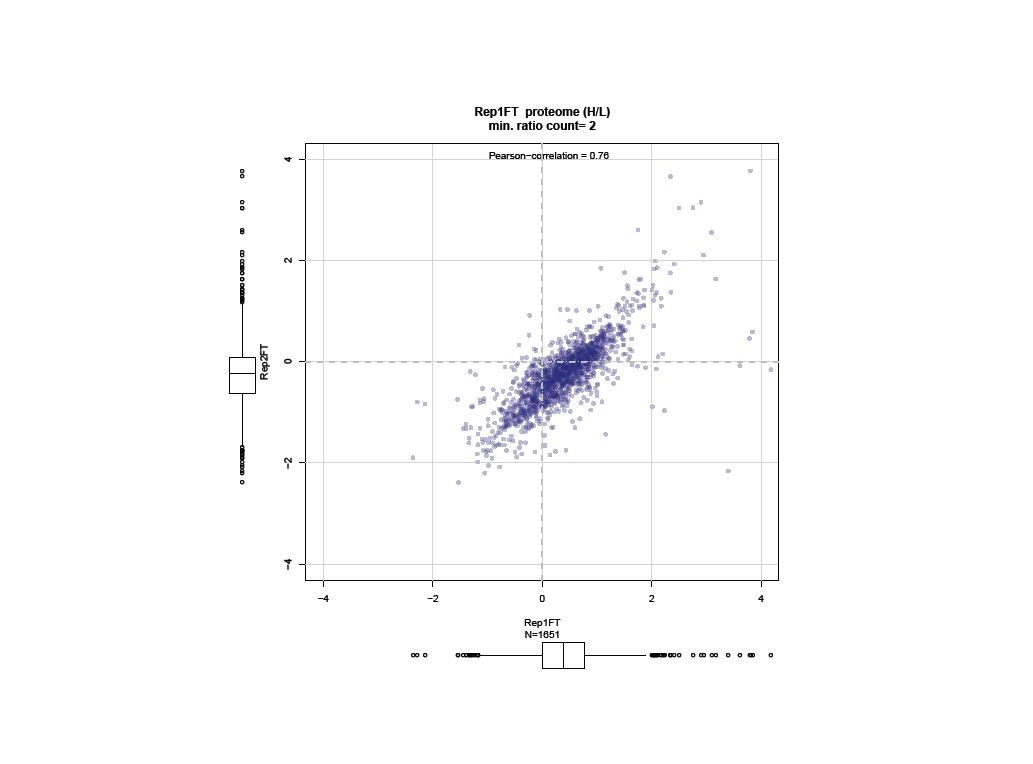 Rep1FT  proteome (H/L)
min. ratio count= 2
Pearson−correlation = 0.76
4
2
0
−2
−4
Rep2FT
−4 −2 0 2 4
Rep1FT
N=1651